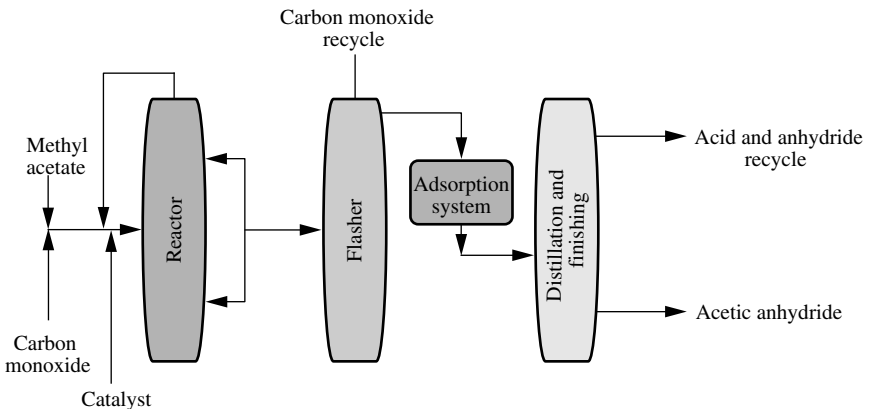 Carbon monoxide
recycle
Methyl
acetate
Reactor
Flasher
Adsorption
system
Distillation and
finishing
Acid and anhydride
recycle
Acetic anhydride
Carbon
monoxide
Catalyst